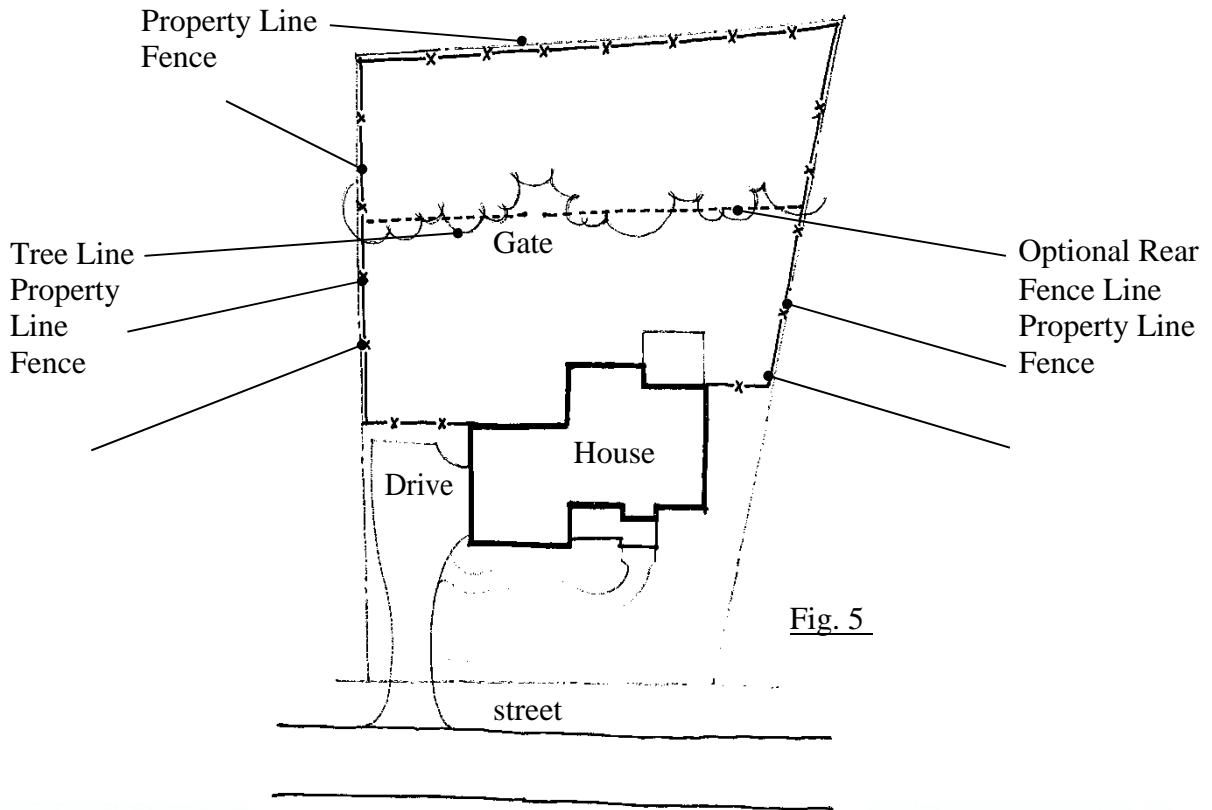 Property Line
Fence
Gate
Tree Line
Property
Line
Fence
Optional Rear
Fence Line
Property Line
Fence
House
Drive
Fig. 5
street